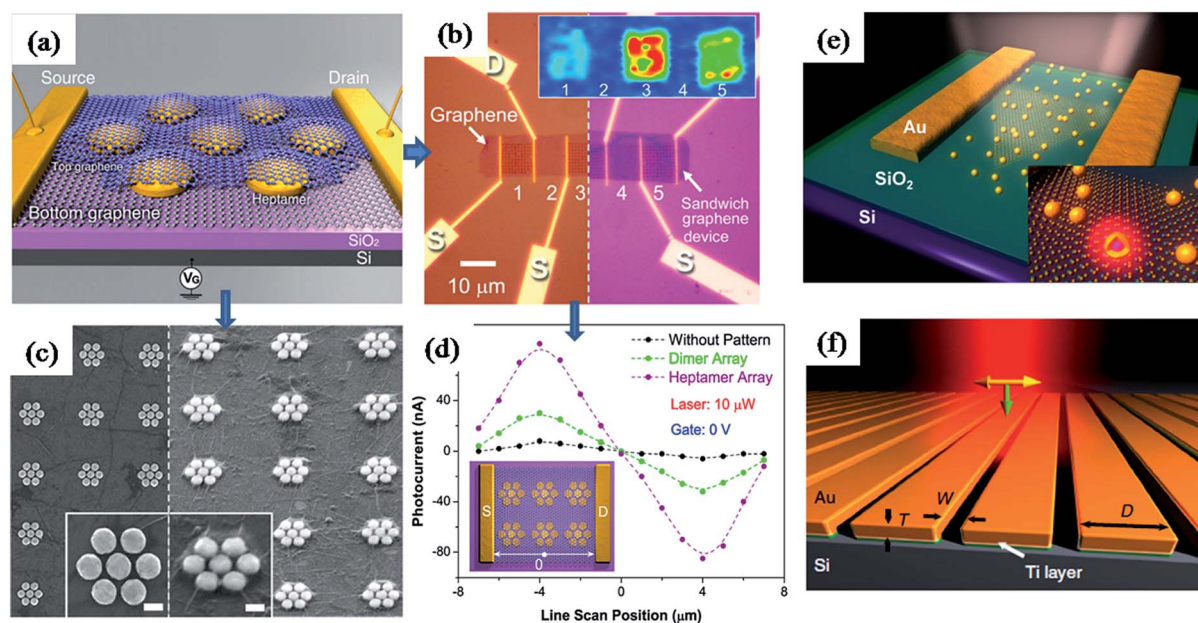 (a)
Source
Drain
Top graphene
Heptamer
Bottom graphene
SiO₂
Si
VG
(b)
D
1 2 3 4 5
Graphene
1 2 3 4 5
Sandwich
graphene
device
S
S
S
10 μm
(e)
Au
SiO₂
Si
(c)
(d)
Without Pattern
Dimer Array
Heptamer Array
Laser: 10 μW
Gate: 0 V
Photocurrent (nA)
40
0
-40
-80
S
D
0
-8 -4 0 4 8
Line Scan Position (μm)
(f)
Au
T
W
D
Si
Ti layer